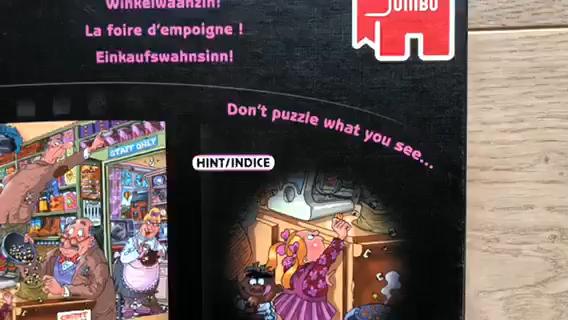 Winkelwaanzin!
JUMBO
La foire d'empoigne !
Einkaufswahnsinn!
Don't puzzle what you see...
STAFF ONLY
HINT/INDICE